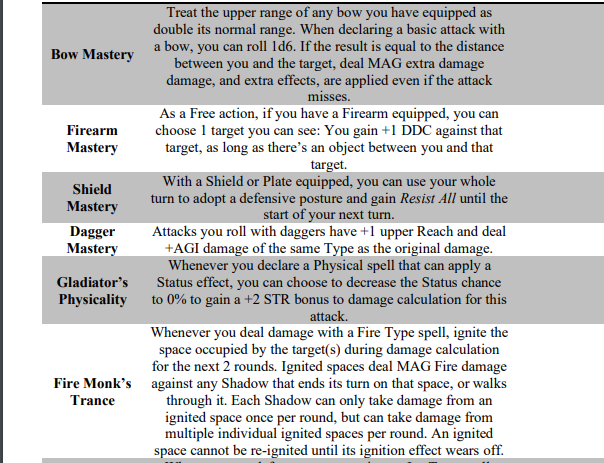 Treat the upper range of any bow you have equipped as
double its normal range. When declaring a basic attack with
Bow Mastery
a bow, you can roll 1d6. If the result is equal to the distance
between you and the target, deal MAG extra damage
damage, and extra effects, are applied even if the attack
misses.
As a Free action, if you have a Firearm equipped, you can
Firearm
Mastery
choose 1 target you can see: You gain +1 DDC against that
target, as long as there's an object between you and that
target.
Shield
Mastery
With a Shield or Plate equipped, you can use your whole
turn to adopt a defensive posture and gain Resist All until the
start of your next turn.
Dagger
Mastery
Attacks you roll with daggers have +1 upper Reach and deal
+AGI damage of the same Type as the original damage.
Gladiator's
Physicality
Whenever you declare a Physical spell that can apply a
Status effect, you can choose to decrease the Status chance
to 0% to gain a +2 STR bonus to damage calculation for this
attack.
Fire Monk's
Trance
Whenever you deal damage with a Fire Type spell, ignite the
space occupied by the target(s) during damage calculation
for the next 2 rounds. Ignited spaces deal MAG Fire damage
against any Shadow that ends its turn on that space, or walks
through it. Each Shadow can only take damage from an
ignited space once per round, but can take damage from
multiple individual ignited spaces per round. An ignited
space cannot be re-ignited until its ignition effect wears off.